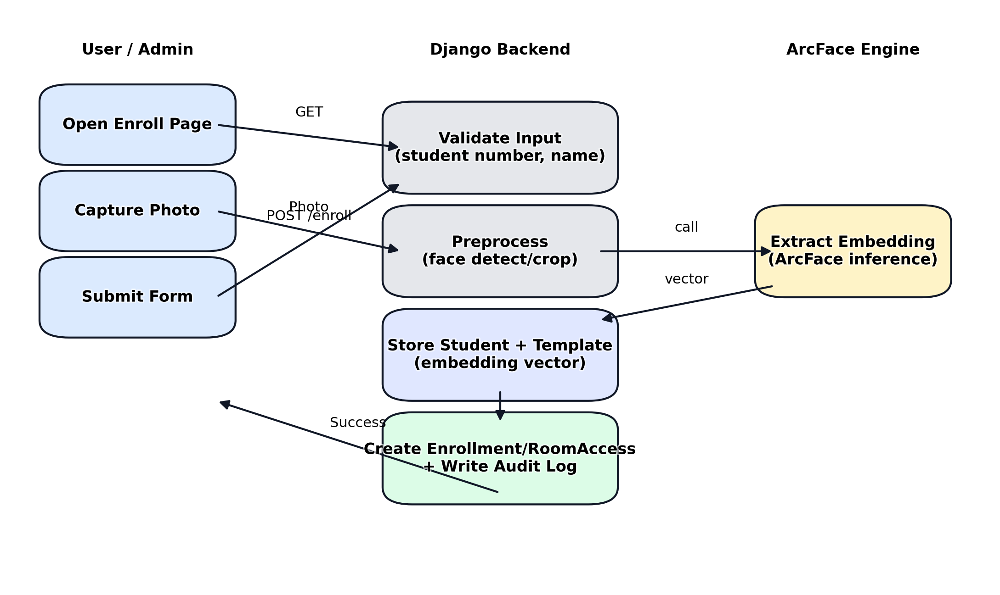 User / Admin
Django Backend
ArcFace Engine
Open Enroll Page
GET
Validate Input
(student number, name)
Capture Photo
Photo
POST /enroll
Preprocess
(face detect/crop)
call
Extract Embedding
(ArcFace inference)
vector
Submit Form
Store Student + Template
(embedding vector)
Success
Create Enrollment/RoomAccess
+ Write Audit Log